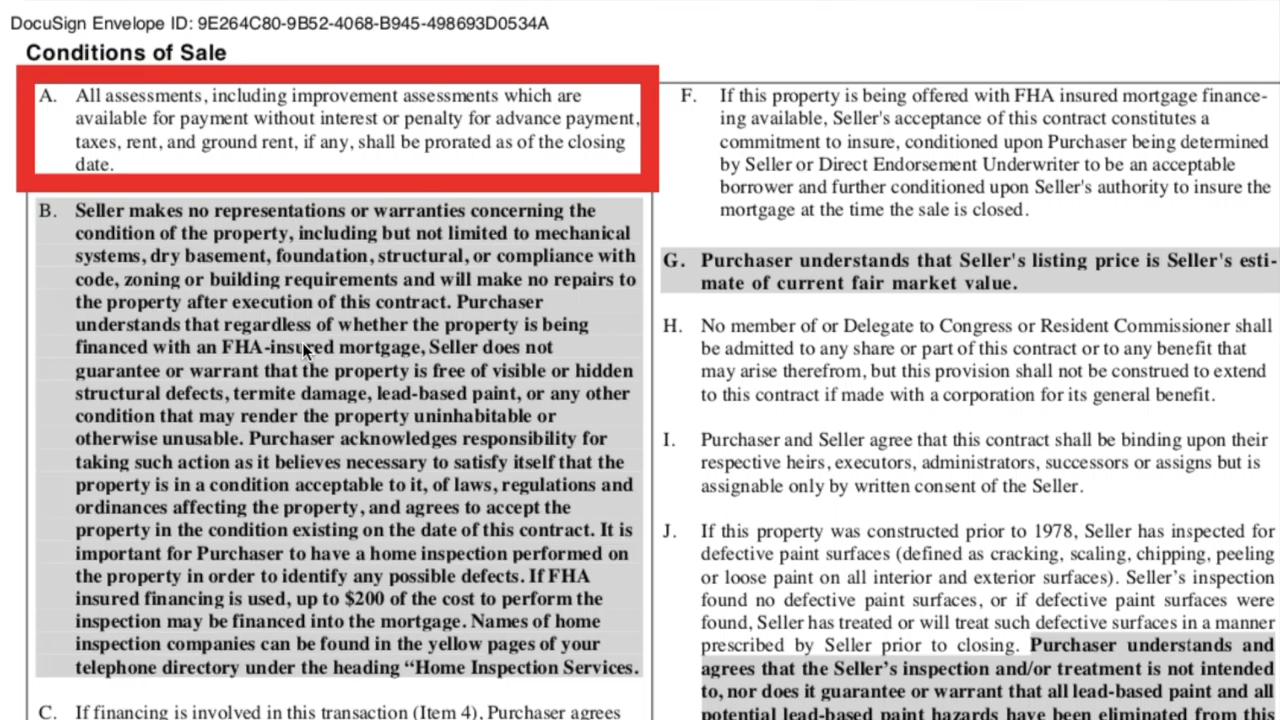 DocuSign Envelope ID: 9E264C80-9B52-4068-B945-498693D0534A
Conditions of Sale
A. All assessments, including improvement assessments which are
available for payment without interest or penalty for advance payment,
taxes, rent, and ground rent, if any, shall be prorated as of the closing
date.
B. Seller makes no representations or warranties concerning the
condition of the property, including but not limited to mechanical
systems, dry basement, foundation, structural, or compliance with
code, zoning or building requirements and will make no repairs to
the property after execution of this contract. Purchaser
understands that regardless of whether the property is being
financed with an FHA-insured mortgage, Seller does not
guarantee or warrant that the property is free of visible or hidden
structural defects, termite damage, lead-based paint, or any other
condition that may render the property uninhabitable or
otherwise unusable. Purchaser acknowledges responsibility for
taking such action as it believes necessary to satisfy itself that the
property is in a condition acceptable to it, of laws, regulations and
ordinances affecting the property, and agrees to accept the
property in the condition existing on the date of this contract. It is
important for Purchaser to have a home inspection performed on
the property in order to identify any possible defects. If FHA
insured financing is used, up to $200 of the cost to perform the
inspection may be financed into the mortgage. Names of home
inspection companies can be found in the yellow pages of your
telephone directory under the heading “Home Inspection Services.
C. If financing is involved in this transaction (Item 4), Purchaser agrees
F. If this property is being offered with FHA insured mortgage finance-
ing available, Seller's acceptance of this contract constitutes a
commitment to insure, conditioned upon Purchaser being determined
by Seller or Direct Endorsement Underwriter to be an acceptable
borrower and further conditioned upon Seller's authority to insure the
mortgage at the time the sale is closed.
G. Purchaser understands that Seller's listing price is Seller's esti-
mate of current fair market value.
H. No member of or Delegate to Congress or Resident Commissioner shall
be admitted to any share or part of this contract or to any benefit that
may arise therefrom, but this provision shall not be construed to extend
to this contract if made with a corporation for its general benefit.
I. Purchaser and Seller agree that this contract shall be binding upon their
respective heirs, executors, administrators, successors or assigns but is
assignable only by written consent of the Seller.
J. If this property was constructed prior to 1978, Seller has inspected for
defective paint surfaces (defined as cracking, scaling, chipping, peeling
or loose paint on all interior and exterior surfaces). Seller’s inspection
found no defective paint surfaces, or if defective paint surfaces were
found, Seller has treated or will treat such defective surfaces in a manner
prescribed by Seller prior to closing. Purchaser understands and
agrees that the Seller’s inspection and/or treatment is not intended
to, nor does it guarantee or warrant that all lead-based paint and all
potential lead-based paint hazards have been eliminated from this